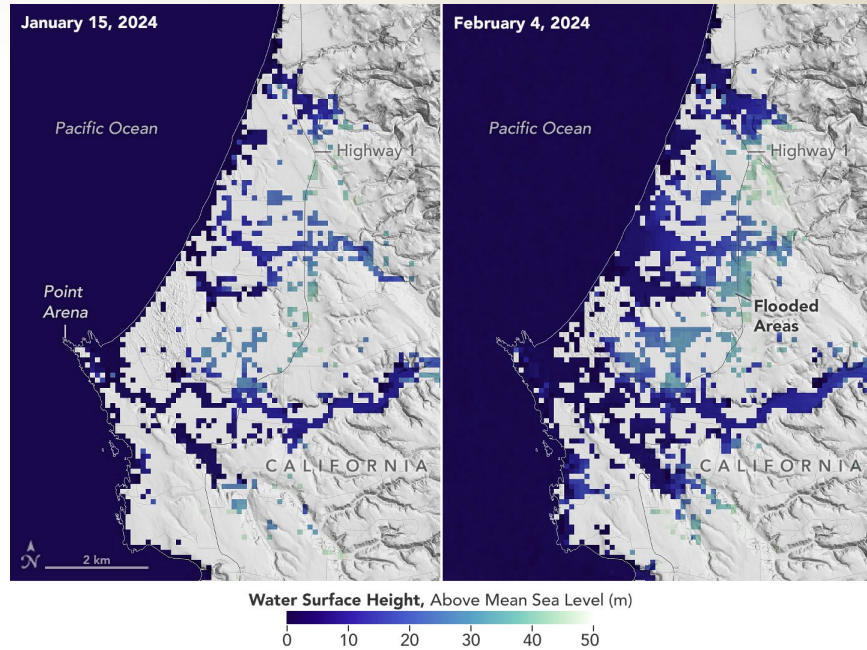 January 15, 2024
Pacific Ocean
Highway 1
Point
Arena
CALIFORNIA
N
2 km
February 4, 2024
Pacific Ocean
Highway 1
Flooded
Areas
CALIFORNIA
Water Surface Height, Above Mean Sea Level (m)
0 10 20 30 40 50